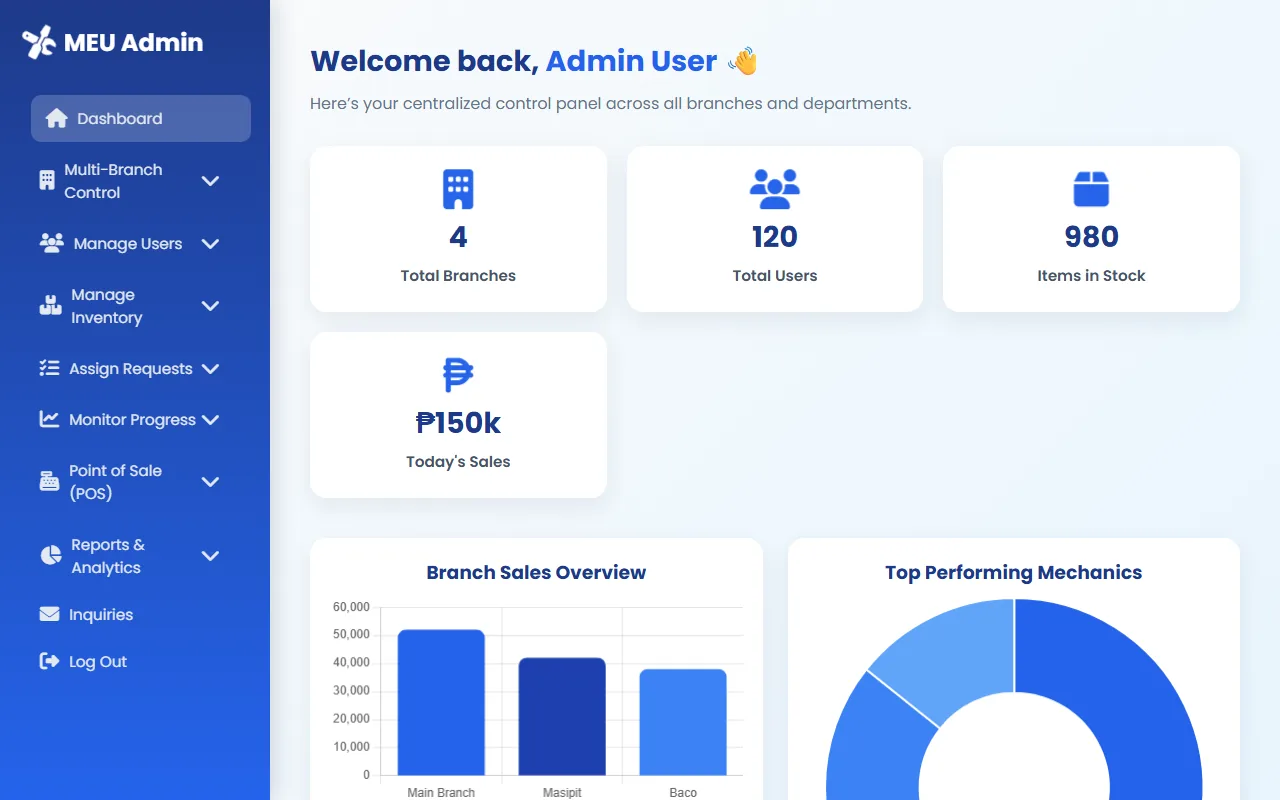 MEU Admin
Dashboard
Multi-Branch
Control
Manage Users
Manage
Inventory
Assign Requests
Monitor Progress
Point of Sale
(POS)
Reports &
Analytics
Inquiries
Log Out
Welcome back, Admin User 👋
Here's your centralized control panel across all branches and departments.
4
Total Branches
120
Total Users
980
Items in Stock
₱150k
Today's Sales
Branch Sales Overview
60,000
50,000
40,000
30,000
20,000
10,000
0
Main Branch
Masipit
Baco
Top Performing Mechanics